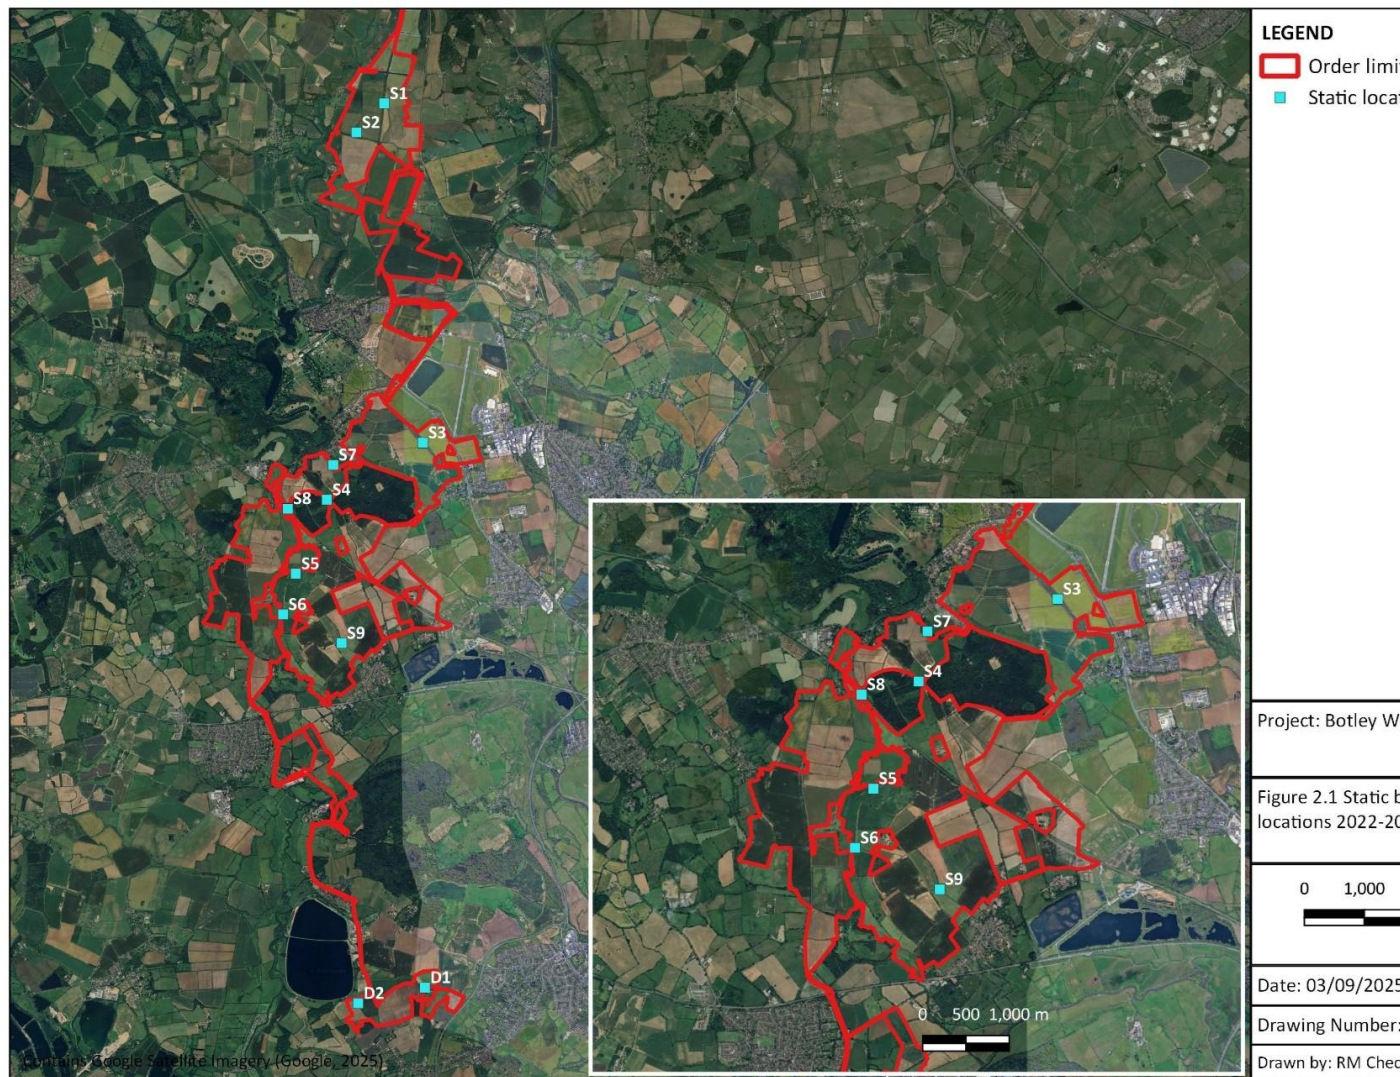 S1
S2
S3
S7
S4
S8
S5
S6
S9
D1
D2
Contains Google Satellite Imagery (Google, 2025)
S3
S7
S4
S8
S5
S6
S9
0 500 1,000 m
LEGEND
Order limi
Static loca
Project: Botley W
Figure 2.1 Static b
locations 2022-20
0 1,000
Date: 03/09/2025
Drawing Number:
Drawn by: RM Chec